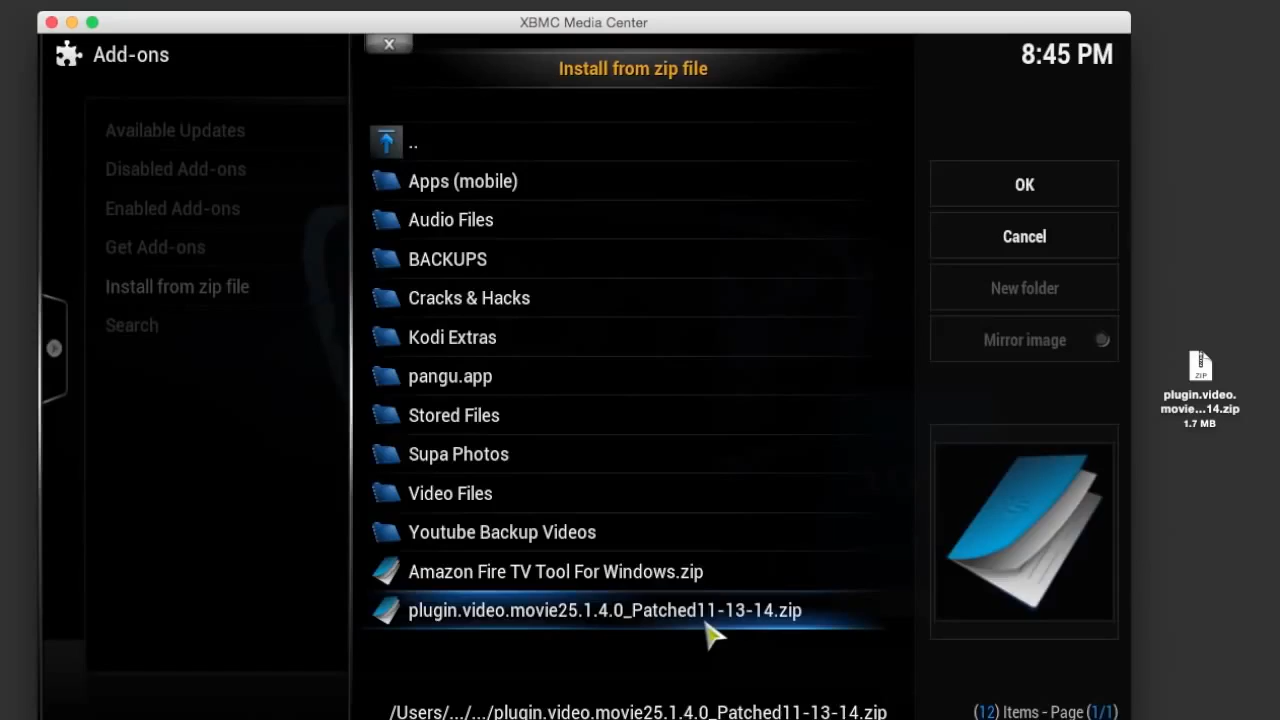 XBMC Media Center
Add-ons
X
Install from zip file
8:45 PM
Available Updates
Disabled Add-ons
Enabled Add-ons
Get Add-ons
Install from zip file
Search
..
Apps (mobile)
Audio Files
BACKUPS
Cracks & Hacks
Kodi Extras
pangu.app
Stored Files
Supa Photos
Video Files
Youtube Backup Videos
Amazon Fire TV Tool For Windows.zip
plugin.video.movie25.1.4.0_Patched11-13-14.zip
OK
Cancel
New folder
Mirror image
ZIP
plugin.video.
movie...14.zip
1.7 MB
/Users/.../.../plugin.video.movie25.1.4.0_Patched11-13-14.zip
(12) Items - Page (1/1)